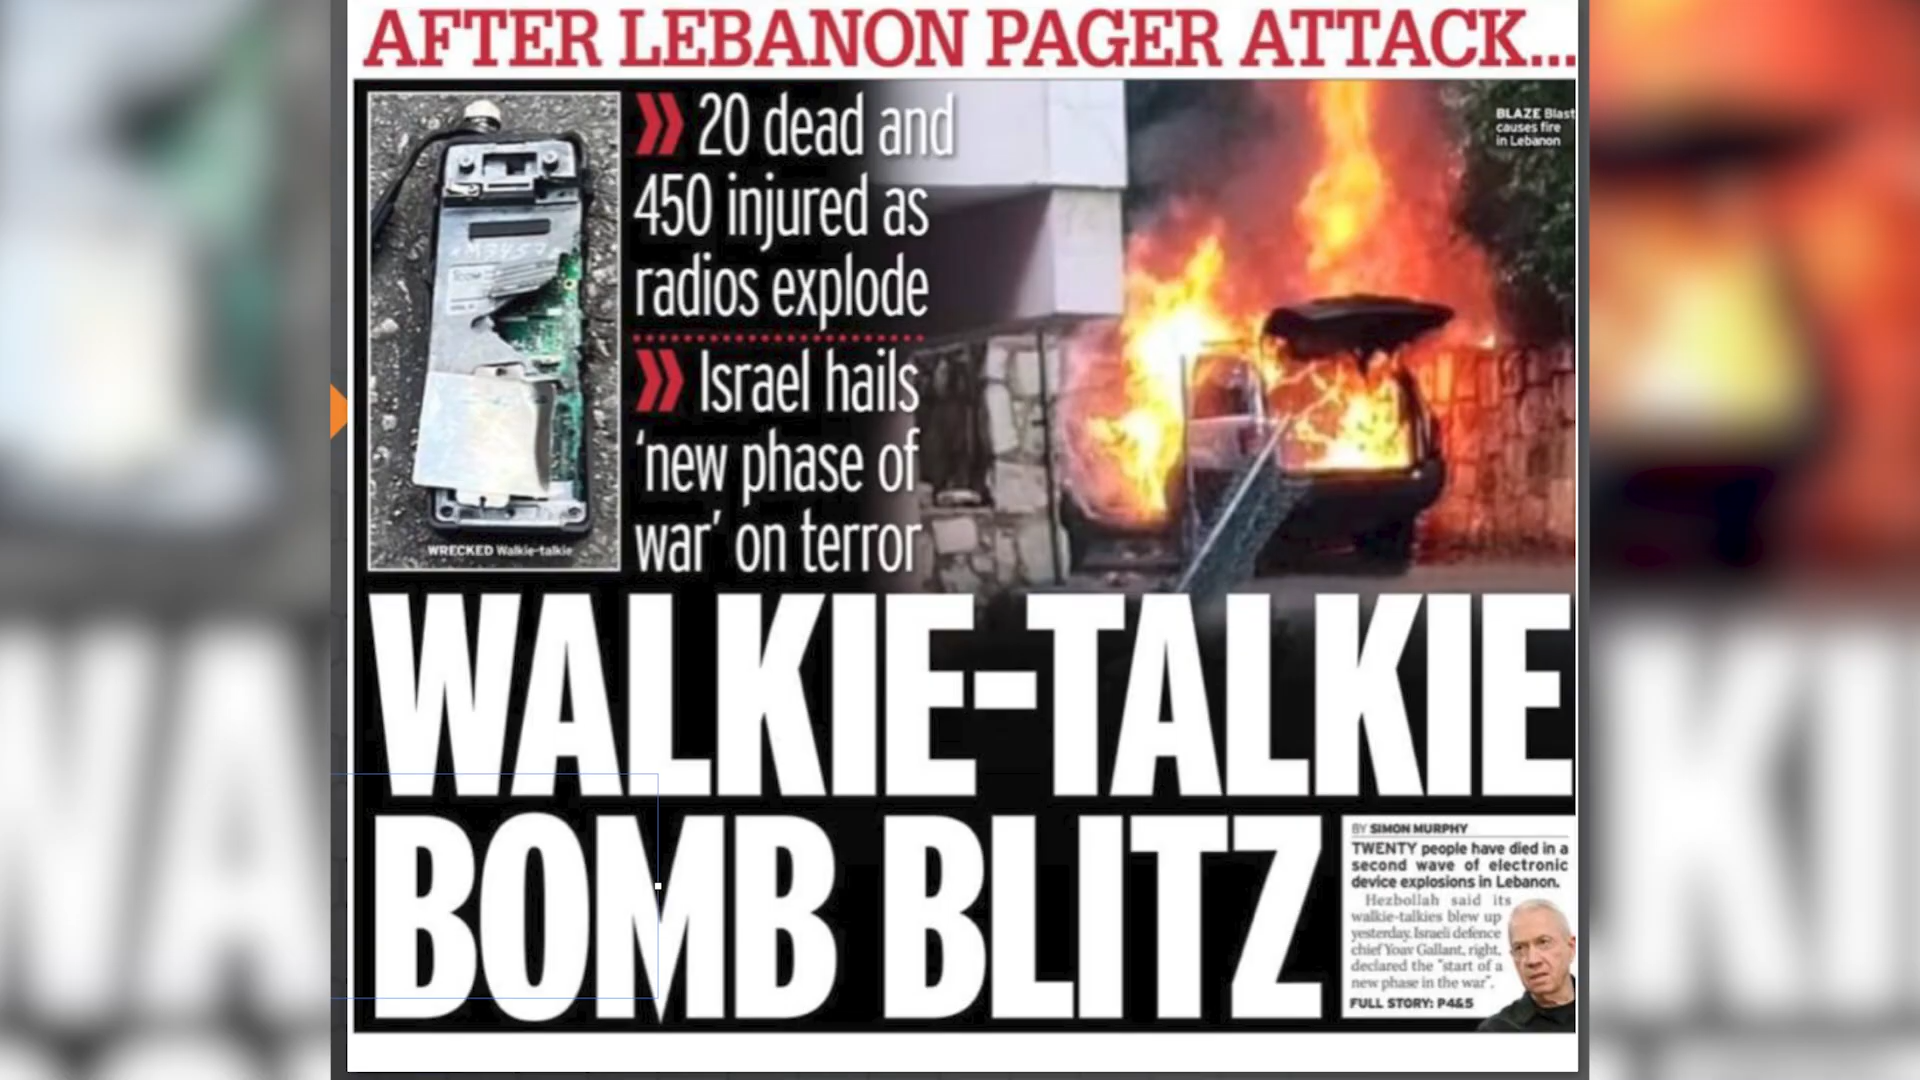 AFTER LEBANON PAGER ATTACK...
20 dead and
450 injured as
radios explode
Israel hails
‘new phase of
war’ on terror
BLAZE Blast
causes fire
in Lebanon
WRECKED Walkie-talkie
WALKIE-TALKIE
BOMB BLITZ
BY SIMON MURPHY
TWENTY people have died in a
second wave of electronic
device explosions in Lebanon.
Hezbollah said its
walkie-talkies blew up
yesterday. Israeli defence
chief Yoav Gallant, right,
declared the "start of a
new phase in the war".
FULL STORY: P4&5